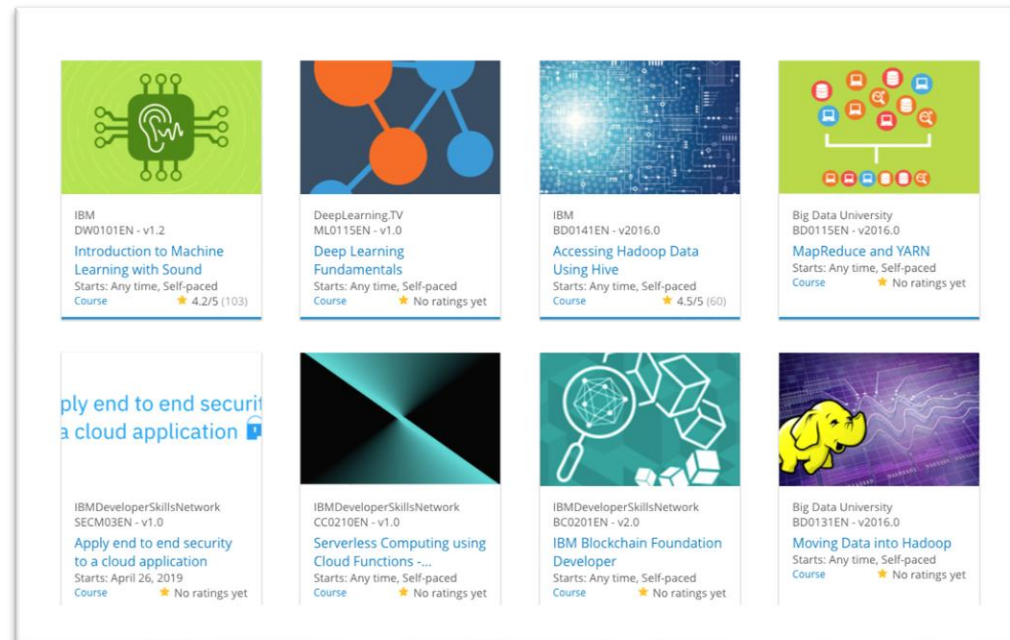 IBM
DW0101EN - v1.2
Introduction to Machine
Learning with Sound
Starts: Any time, Self-paced
Course 4.2/5 (103)
DeepLearning.TV
ML0115EN - v1.0
Deep Learning
Fundamentals
Starts: Any time, Self-paced
Course No ratings yet
IBM
BD0141EN - v2016.0
Accessing Hadoop Data
Using Hive
Starts: Any time, Self-paced
Course 4.5/5 (60)
Big Data University
BD0115EN - v2016.0
MapReduce and YARN
Starts: Any time, Self-paced
Course No ratings yet
ply end to end securit
a cloud application
IBMDeveloperSkillsNetwork
SECM03EN - v1.0
Apply end to end security
to a cloud application
Starts: April 26, 2019
Course No ratings yet
IBMDeveloperSkillsNetwork
CC0210EN - v1.0
Serverless Computing using
Cloud Functions -...
Starts: Any time, Self-paced
Course No ratings yet
IBMDeveloperSkillsNetwork
BC0201EN - v2.0
IBM Blockchain Foundation
Developer
Starts: Any time, Self-paced
Course No ratings yet
Big Data University
BD0131EN - v2016.0
Moving Data into Hadoop
Starts: Any time, Self-paced
Course No ratings yet